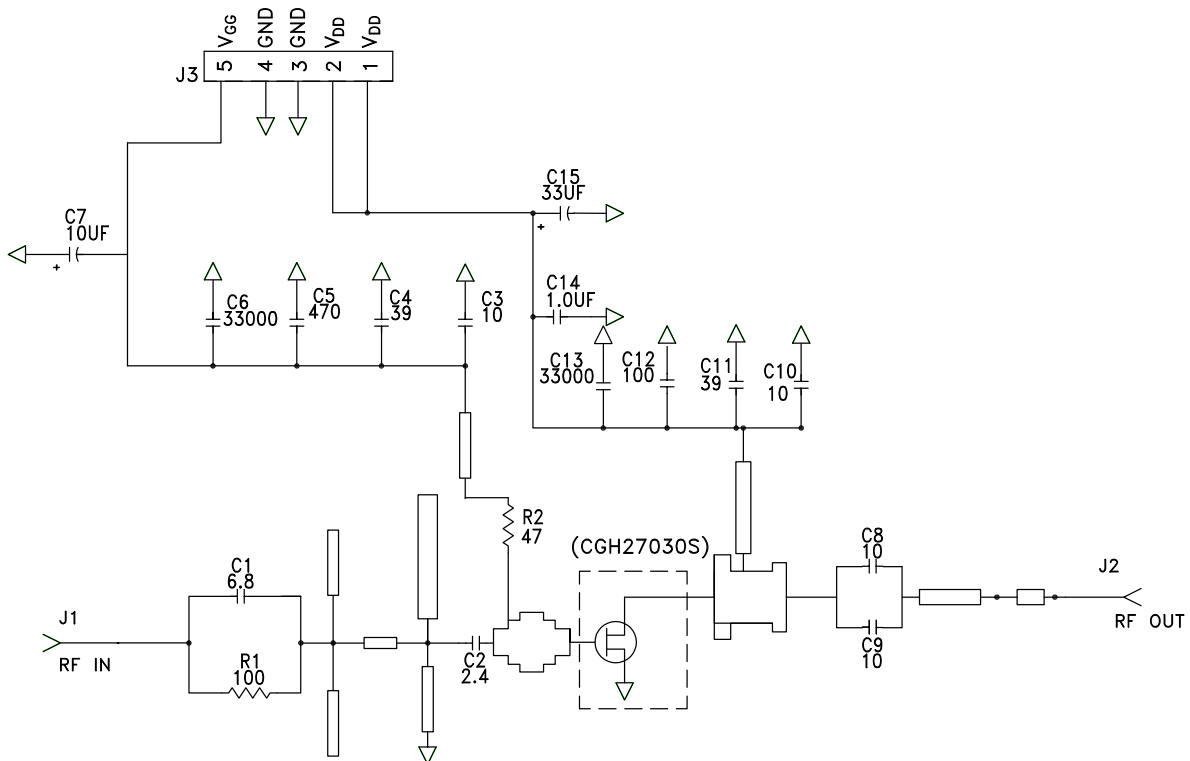 VGG
GND
GND
VDD
VDD
J3
5
4
3
2
1
C15
33UF
+
C7
10UF
+
C6
33000
C5
470
C4
39
C3
10
C14
1.0UF
C13
33000
C12
100
C11
39
C10
10
R2
47
(CGH27030S)
C8
10
C9
10
J2
RF OUT
C1
6.8
J1
RF IN
R1
100
C2
2.4